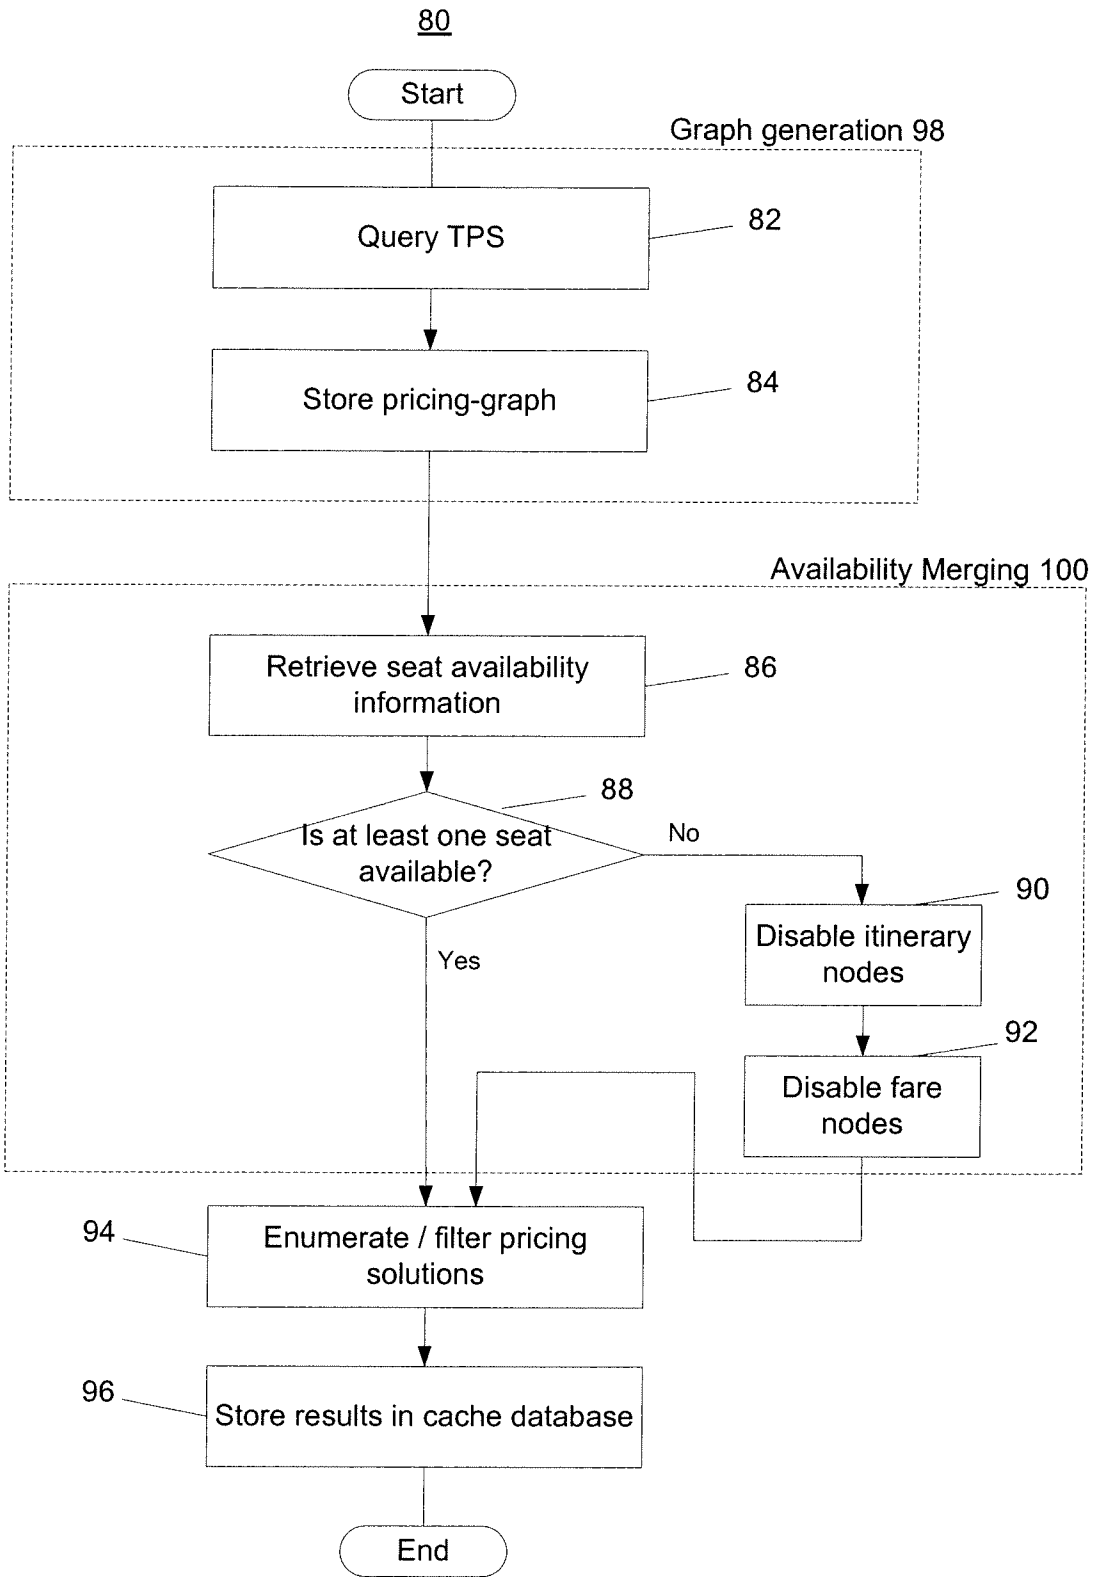 80
Start
Graph generation 98
Query TPS
82
Store pricing-graph
84
Availability Merging 100
Retrieve seat availability
information
86
88
Is at least one seat
available?
No
Yes
90
Disable itinerary
nodes
92
Disable fare
nodes
94
Enumerate / filter pricing
solutions
96
Store results in cache database
End